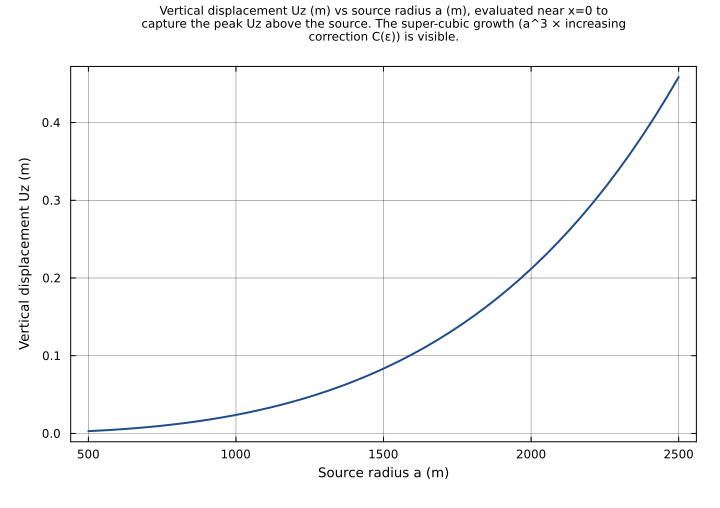 Vertical displacement Uz (m) vs source radius a (m), evaluated near x=0 to
capture the peak Uz above the source. The super-cubic growth (a^3 × increasing
correction C(ε)) is visible.
Vertical displacement Uz (m)
0.4
0.3
0.2
0.1
0.0
500
1000
1500
2000
2500
Source radius a (m)